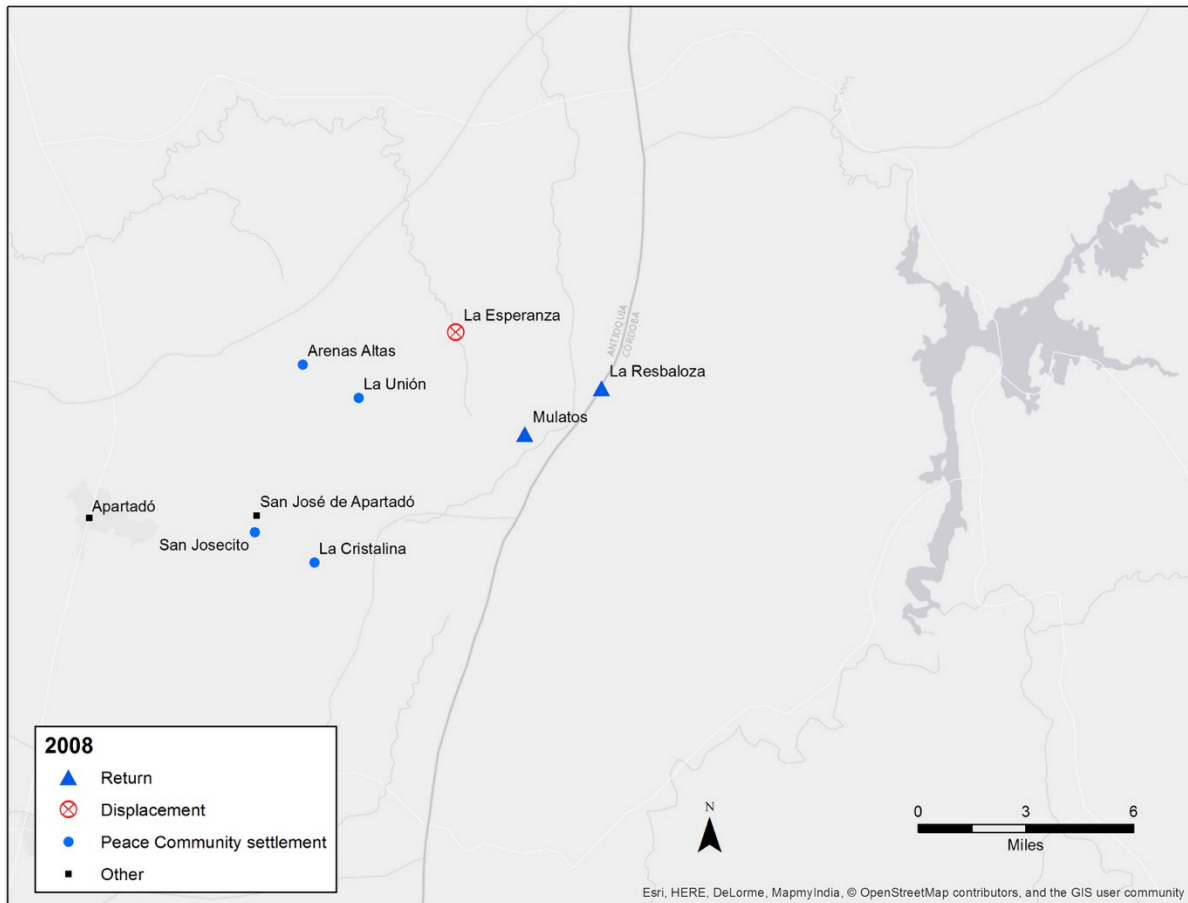 La Esperanza
ANTIOQUIA
CÓRDOBA
Arenas Altas
La Resbaloza
La Unión
Mulatos
San José de Apartadó
Apartadó
San Josecito
La Cristalina
2008
Return
Displacement
Peace Community settlement
Other
N
0 3 6
Miles
Esri, HERE, DeLorme, MapmyIndia, © OpenStreetMap contributors, and the GIS user community